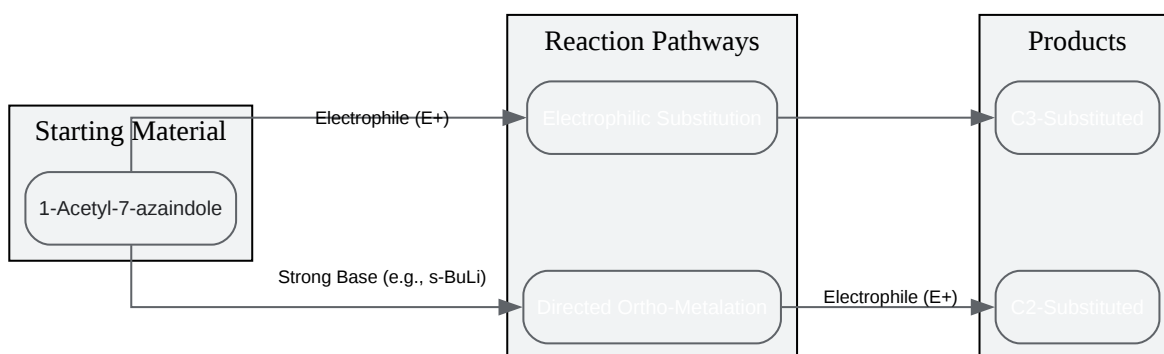 Reaction Pathways
Products
Starting Material
Electrophile (E+)
Electrophilic Substitution
C3-Substituted
1-Acetyl-7-azaindole
Strong Base (e.g., s-BuLi)
Directed Ortho-Metalation
Electrophile (E+)
C2-Substituted